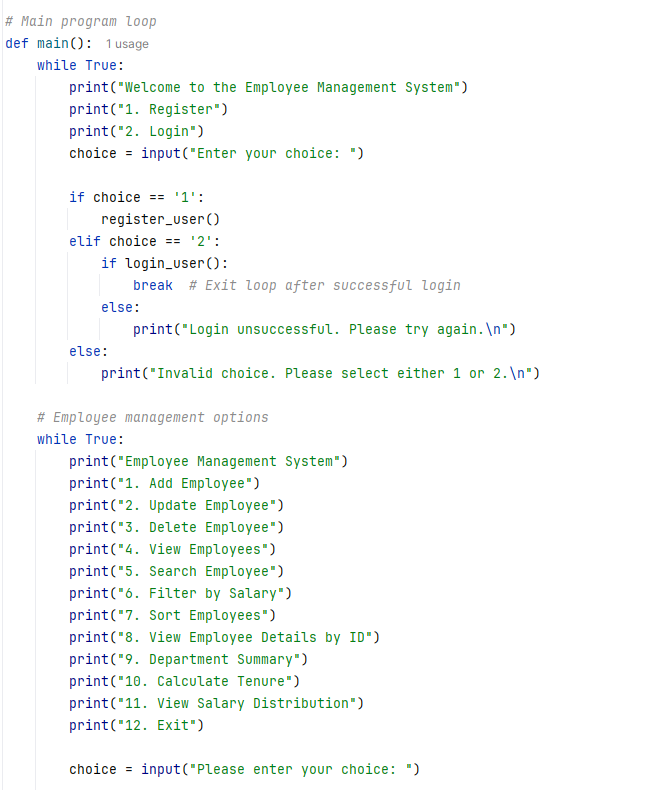 # Main program loop
def main():  1 usage
    while True:
        print("Welcome to the Employee Management System")
        print("1. Register")
        print("2. Login")
        choice = input("Enter your choice: ")

        if choice == '1':
            register_user()
        elif choice == '2':
            if login_user():
                break  # Exit loop after successful login
            else:
                print("Login unsuccessful. Please try again.\n")
        else:
            print("Invalid choice. Please select either 1 or 2.\n")

    # Employee management options
    while True:
        print("Employee Management System")
        print("1. Add Employee")
        print("2. Update Employee")
        print("3. Delete Employee")
        print("4. View Employees")
        print("5. Search Employee")
        print("6. Filter by Salary")
        print("7. Sort Employees")
        print("8. View Employee Details by ID")
        print("9. Department Summary")
        print("10. Calculate Tenure")
        print("11. View Salary Distribution")
        print("12. Exit")

        choice = input("Please enter your choice: ")